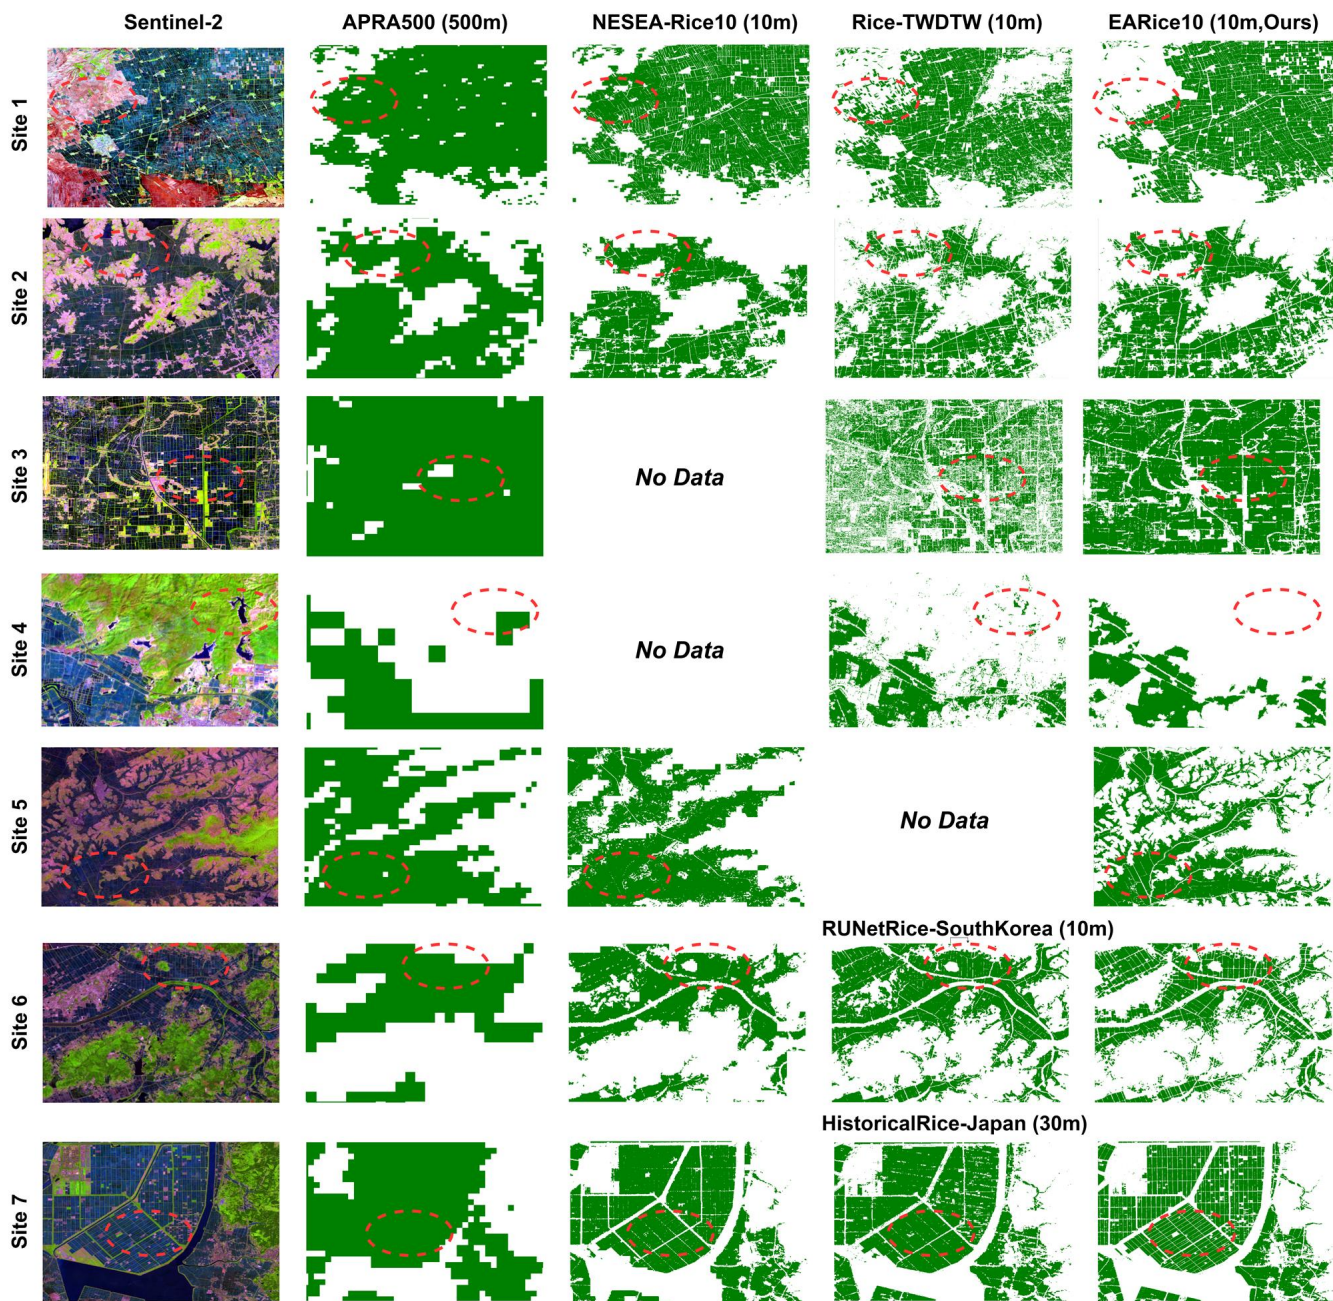 Sentinel-2 APRA500 (500m) NESEA-Rice10 (10m) Rice-TWDTW (10m) EARice10 (10m,Ours)
Site 1
Site 2
Site 3
No Data
Site 4
No Data
Site 5
No Data
RUNetRice-SouthKorea (10m)
Site 6
HistoricalRice-Japan (30m)
Site 7